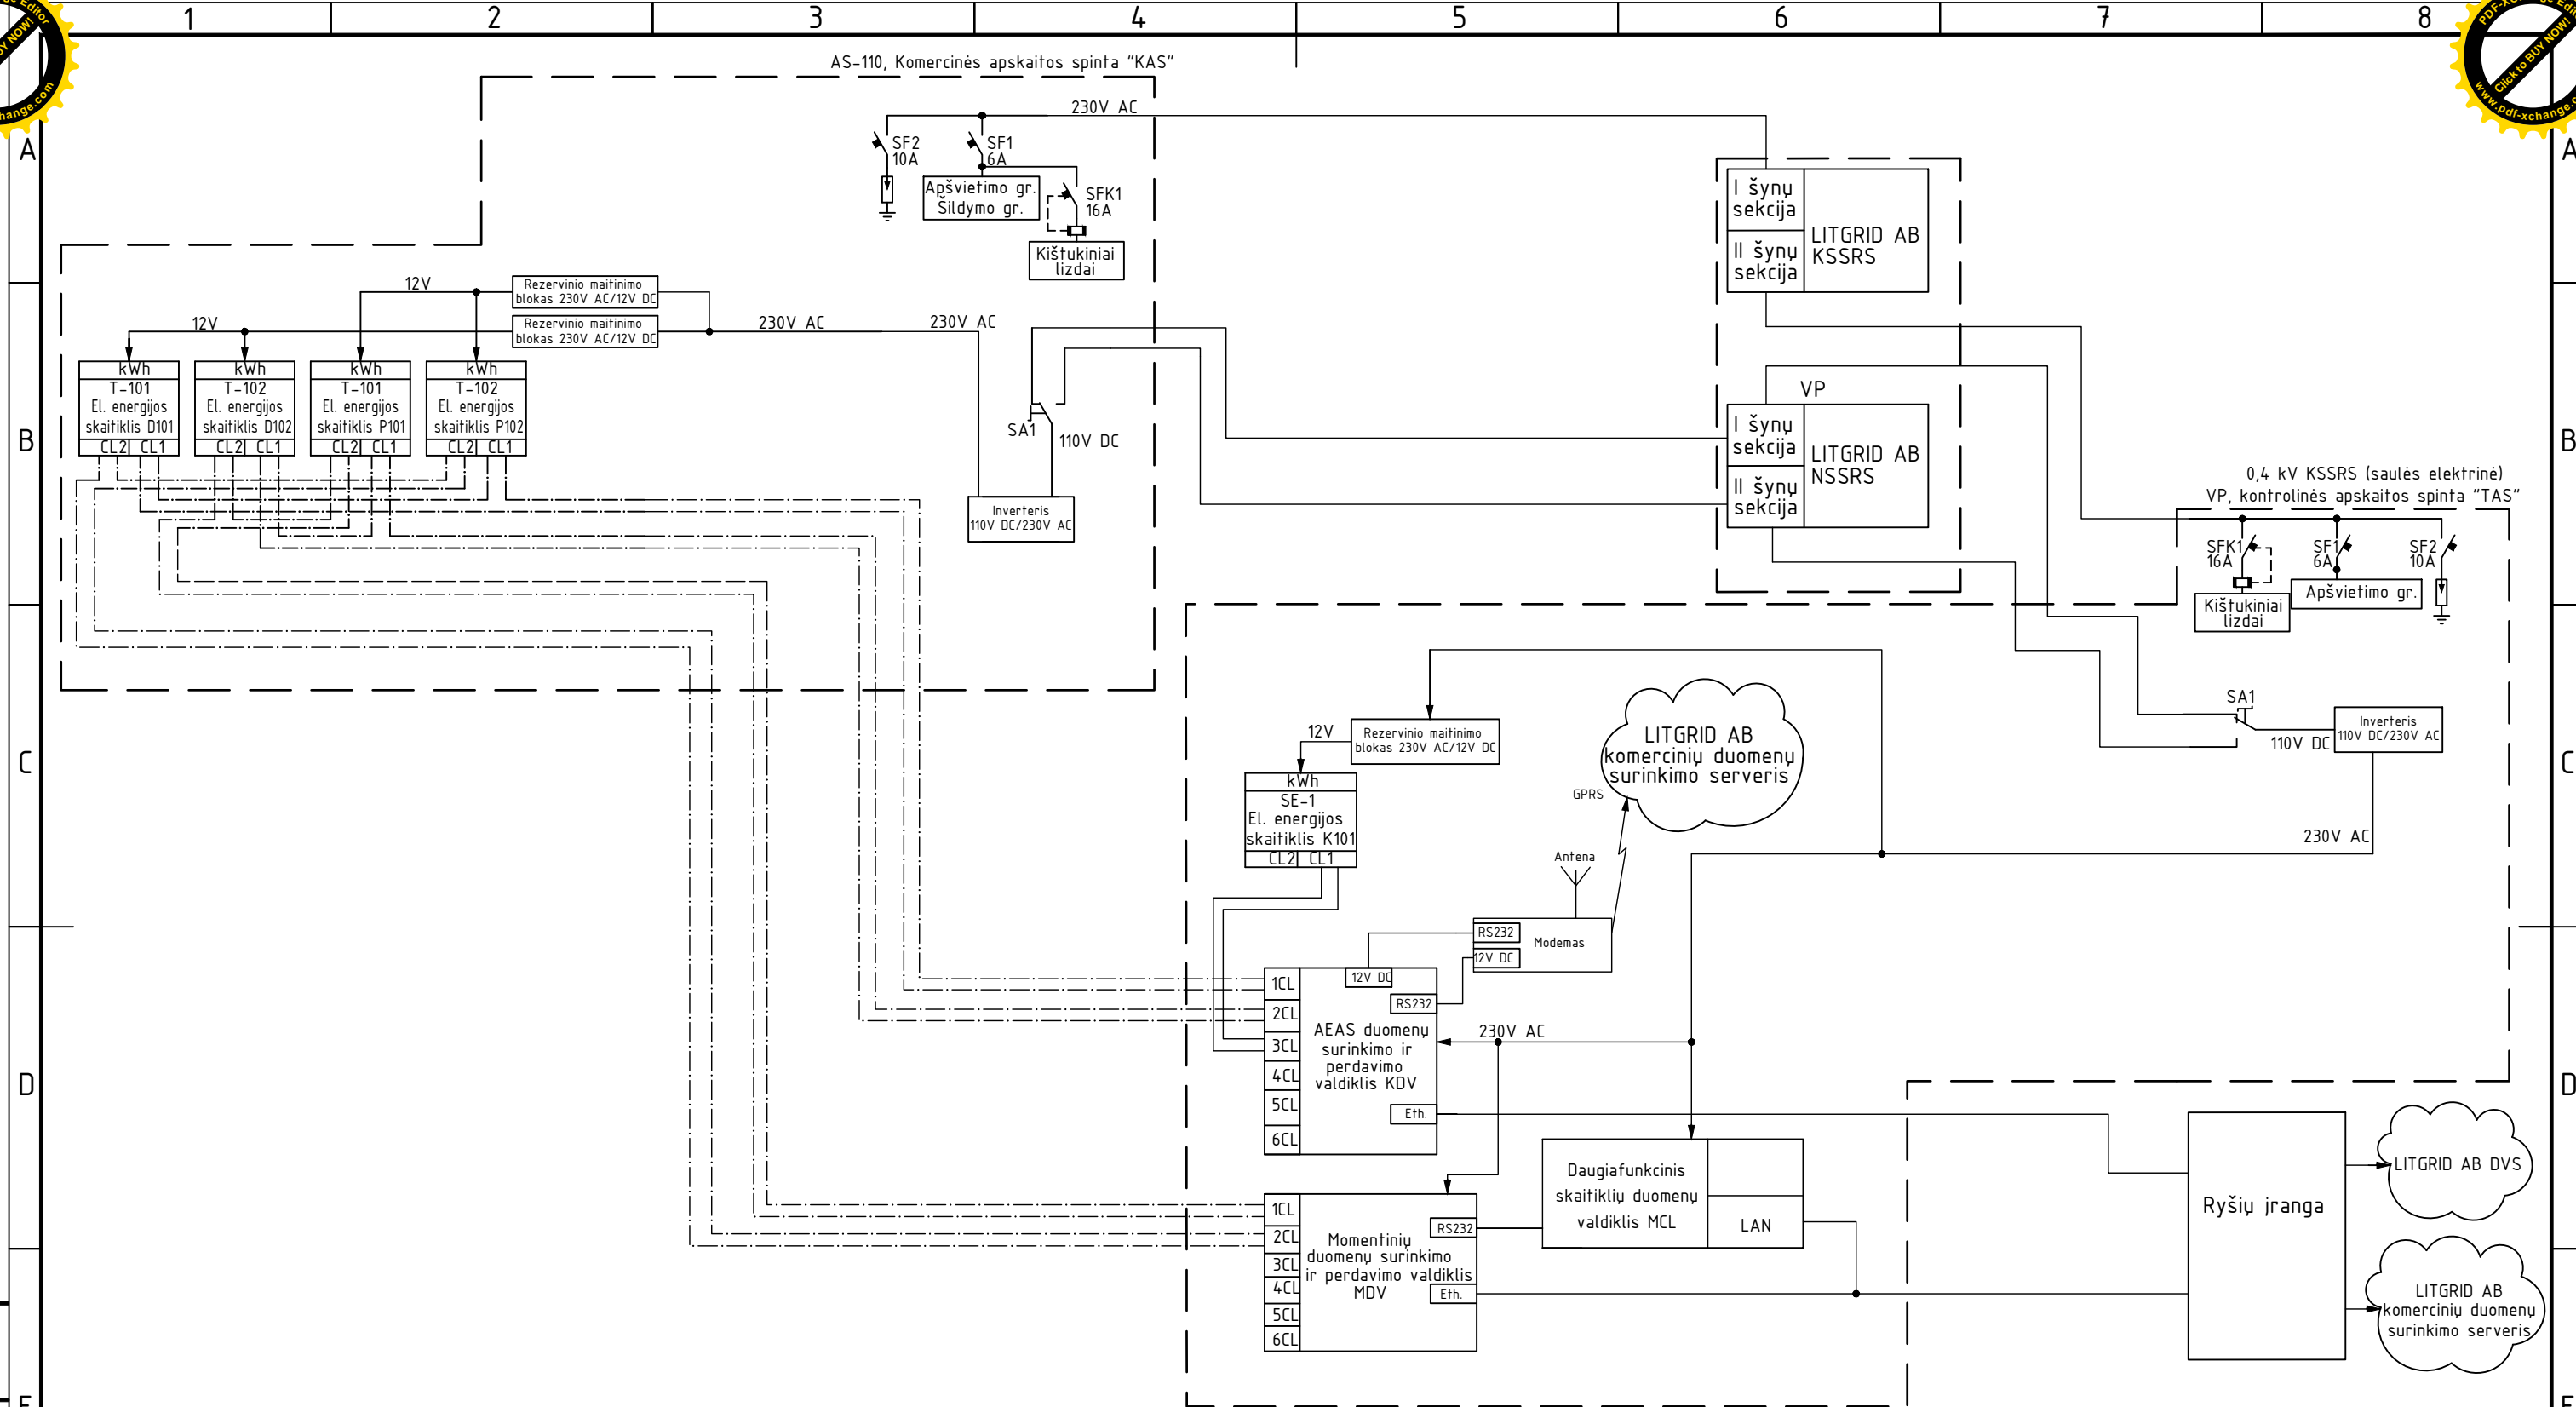 1 2 3 4 5 6 7 8
A
A
B
B
C
C
D
D
AS-110, Komercinės apskaitos spinta "KAS"
230V AC
SF2
10A
SF1
6A
Apšvietimo gr.
Šildymo gr.
SFK1
16A
Kištukiniai
lizdai
I šynų
sekcija
II šynų
sekcija
LITGRID AB
KSSRS
12V
Rezervinio maitinimo
blokas 230V AC/12V DC
12V
Rezervinio maitinimo
blokas 230V AC/12V DC
230V AC
230V AC
kWh
T-101
El. energijos
skaitiklis D101
CL2 CL1
kWh
T-102
El. energijos
skaitiklis D102
CL2 CL1
kWh
T-101
El. energijos
skaitiklis P101
CL2 CL1
kWh
T-102
El. energijos
skaitiklis P102
CL2 CL1
SA1
110V DC
Inverteris
110V DC/230V AC
VP
I šynų
sekcija
II šynų
sekcija
LITGRID AB
NSSRS
0,4 kV KSSRS (saulės elektrinė)
VP, kontrolinės apskaitos spinta "TAS"
SFK1
16A
SF1
6A
SF2
10A
Kištukiniai
lizdai
Apšvietimo gr.
SA1
110V DC
Inverteris
110V DC/230V AC
230V AC
12V
Rezervinio maitinimo
blokas 230V AC/12V DC
kWh
SE-1
El. energijos
skaitiklis K101
CL2 CL1
LITGRID AB
komercinių duomenų
surinkimo serveris
GPRS
Antena
RS232
12V DC
Modemas
1CL
2CL
3CL
4CL
5CL
6CL
12V DC
RS232
AEAS duomenų
surinkimo ir
perdavimo
valdiklis KDV
Eth.
230V AC
Daugiafunkcinis
skaitiklių duomenų
valdiklis MCL
LAN
1CL
2CL
3CL
4CL
5CL
6CL
RS232
Momentinių
duomenų surinkimo
ir perdavimo valdiklis
MDV
Eth.
Ryšių įranga
LITGRID AB DVS
LITGRID AB
komercinių duomenų
surinkimo serveris
Click to BUY NOW!